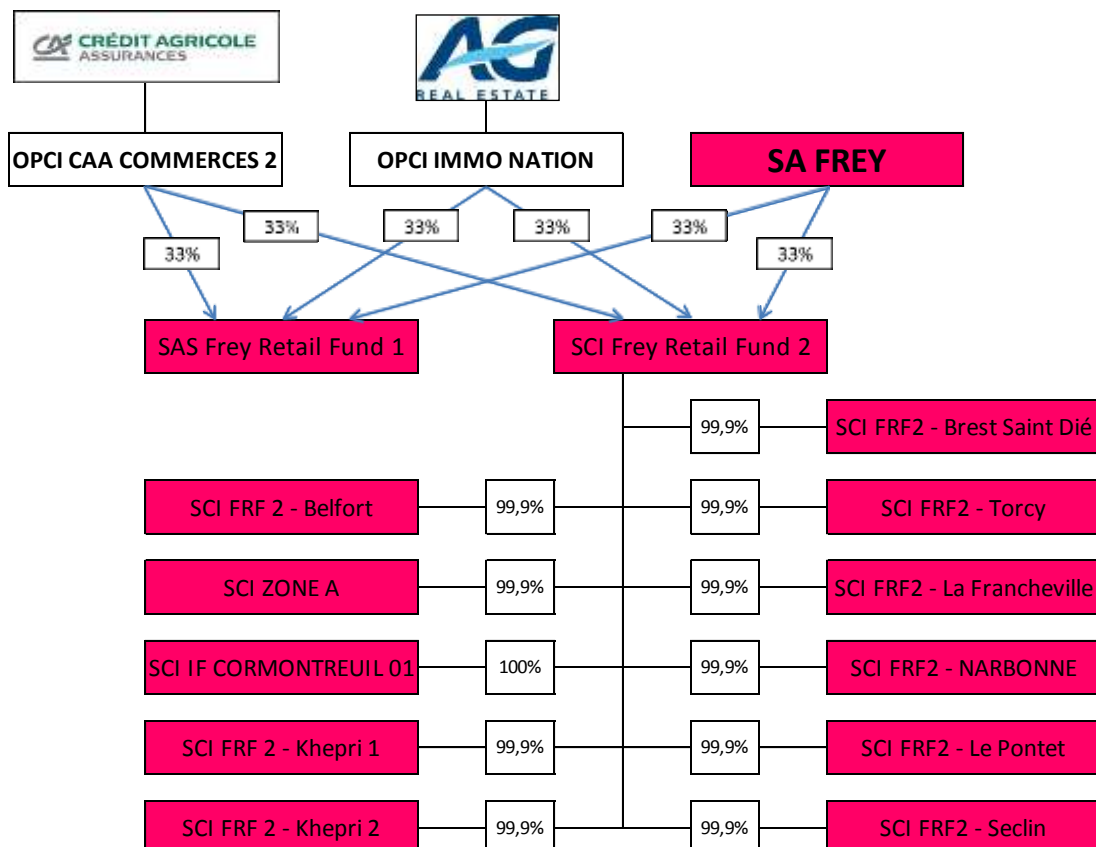 CRÉDIT AGRICOLE
ASSURANCES
AG
REAL ESTATE
OPCI CAA COMMERCES 2
OPCI IMMO NATION
SA FREY
33%
33%
33%
33%
33%
33%
SAS Frey Retail Fund 1
SCI Frey Retail Fund 2
99,9%
SCI FRF2 - Brest Saint Dié
SCI FRF 2 - Belfort
99,9%
99,9%
SCI FRF2 - Torcy
SCI ZONE A
99,9%
99,9%
SCI FRF2 - La Francheville
SCI IF CORMONTREUIL 01
100%
99,9%
SCI FRF2 - NARBONNE
SCI FRF 2 - Khepri 1
99,9%
99,9%
SCI FRF2 - Le Pontet
SCI FRF 2 - Khepri 2
99,9%
99,9%
SCI FRF2 - Seclin